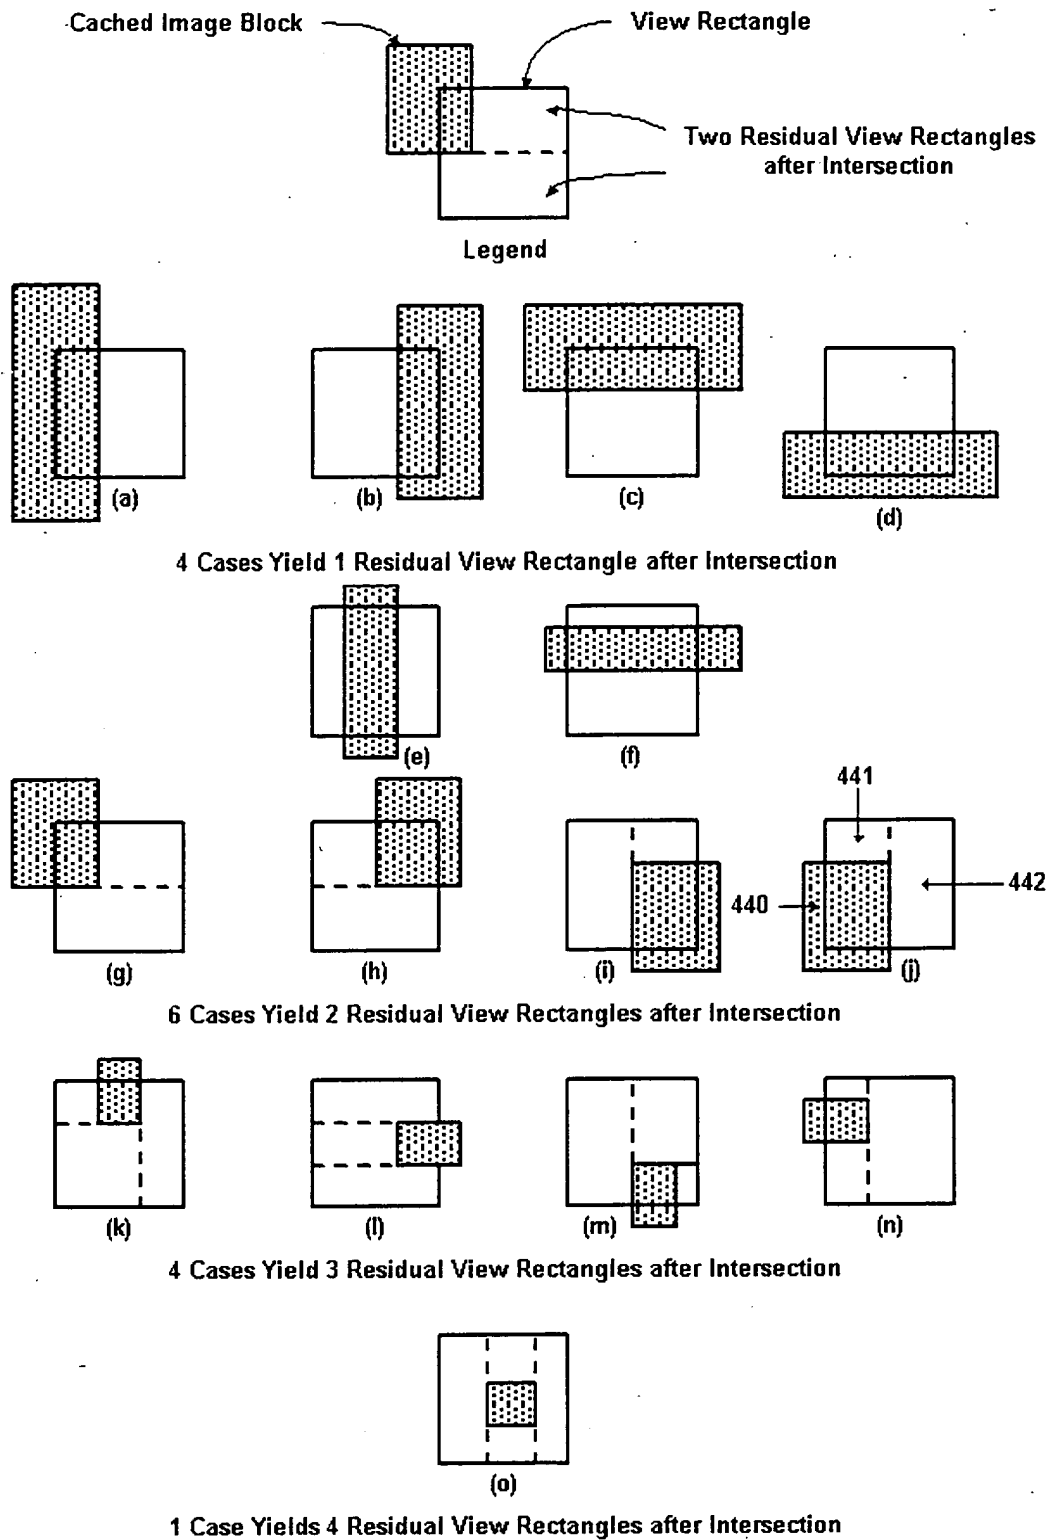 Cached Image Block
View Rectangle
Two Residual View Rectangles
after Intersection
Legend
(a)
(b)
(c)
(d)
4 Cases Yield 1 Residual View Rectangle after Intersection
(e)
(f)
441
440
442
(g)
(h)
(i)
(j)
6 Cases Yield 2 Residual View Rectangles after Intersection
(k)
(l)
(m)
(n)
4 Cases Yield 3 Residual View Rectangles after Intersection
(o)
1 Case Yields 4 Residual View Rectangles after Intersection